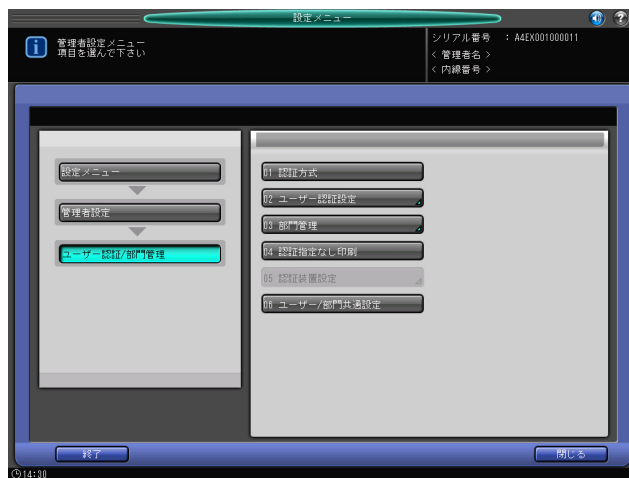 設定メニュー
管理者設定メニュー
項目を選んで下さい
シリアル番号 : A4EX001000011
< 管理者名 >
< 内線番号 >
設定メニュー
管理者設定
ユーザー認証/部門管理
01 認証方式
02 ユーザー認証設定
03 部門管理
04 認証指定なし印刷
05 認証装置設定
06 ユーザー/部門共通設定
終了
閉じる
14:30